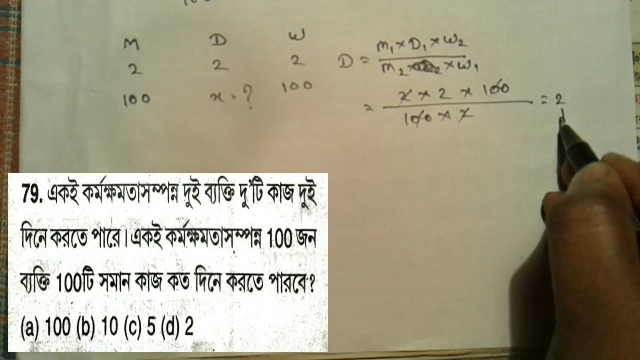 M D W
2 2 2 D = M₁ × D₁ × W₂ / M₂ × W₁
100 x = ? 100
= 2 × 2 × 100 / 100 × 2 = 2
79. একই কর্মক্ষমতাসম্পন্ন দুই ব্যক্তি দু'টি কাজ দুই
দিনে করতে পারে। একই কর্মক্ষমতাসম্পন্ন 100 জন
ব্যক্তি 100টি সমান কাজ কত দিনে করতে পারবে?
(a) 100 (b) 10 (c) 5 (d) 2